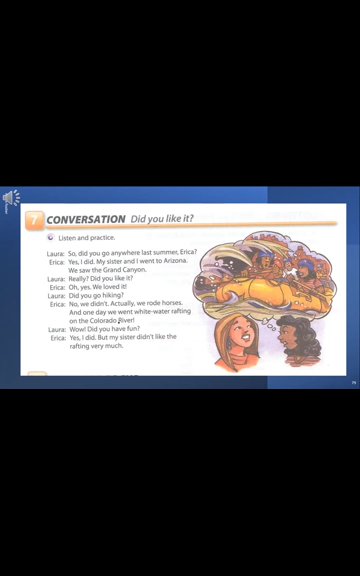 7 CONVERSATION Did you like it?
Listen and practice.
Laura: So, did you go anywhere last summer, Erica?
Erica: Yes, I did. My sister and I went to Arizona.
We saw the Grand Canyon.
Laura: Really? Did you like it?
Erica: Oh, yes. We loved it!
Laura: Did you go hiking?
Erica: No, we didn't. Actually, we rode horses.
And one day we went white-water rafting
on the Colorado River!
Laura: Wow! Did you have fun?
Erica: Yes, I did. But my sister didn't like the
rafting very much.